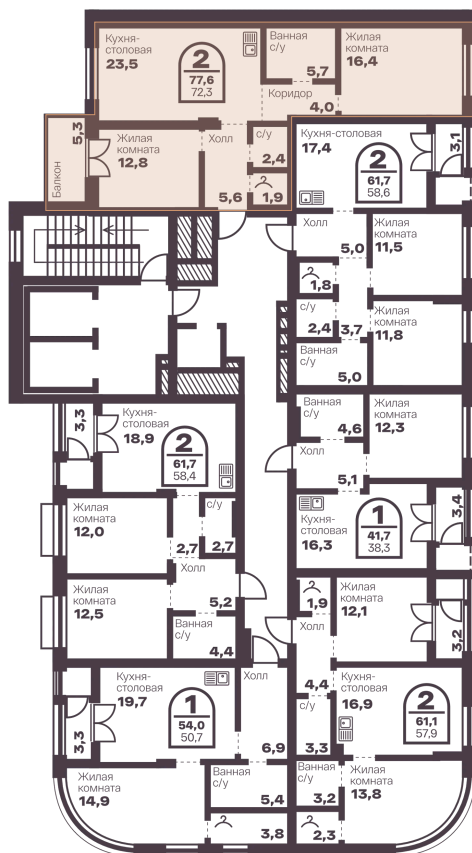 Кухня-
столовая
23,5
2
77,6
72,3
Ванная
с/у
5,7
Жилая
комната
16,4
Коридор
4,0
5,3
Балкон
Жилая
комната
12,8
Холл
5,6
с/у
2,4
1,9
Кухня-столовая
17,4
2
61,7
58,6
3,1
Холл
5,0
Жилая
комната
11,5
1,8
с/у
2,4
3,7
Жилая
комната
11,8
Ванная
с/у
5,0
3,3
Кухня-
столовая
18,9
2
61,7
58,4
Ванная
с/у
4,6
Жилая
комната
12,3
Холл
5,1
Жилая
комната
12,0
2,7
с/у
2,7
Кухня-
столовая
16,3
1
41,7
38,3
3,4
Жилая
комната
12,5
Холл
5,2
Ванная
с/у
4,4
1,9
Жилая
комната
12,1
3,2
Холл
4,4
Кухня-
столовая
19,7
1
54,0
50,7
Холл
6,9
3,3
с/у
3,3
Кухня-
столовая
16,9
2
61,1
57,9
Жилая
комната
14,9
Ванная
с/у
5,4
3,8
Ванная
с/у
3,2
Жилая
комната
13,8
2,3